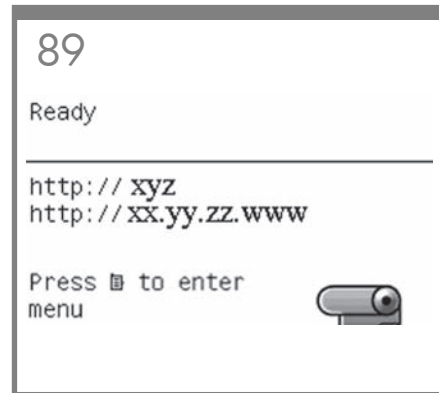 89
Ready
http:// xyz
http://xx.yy.zz.www
Press to enter
menu